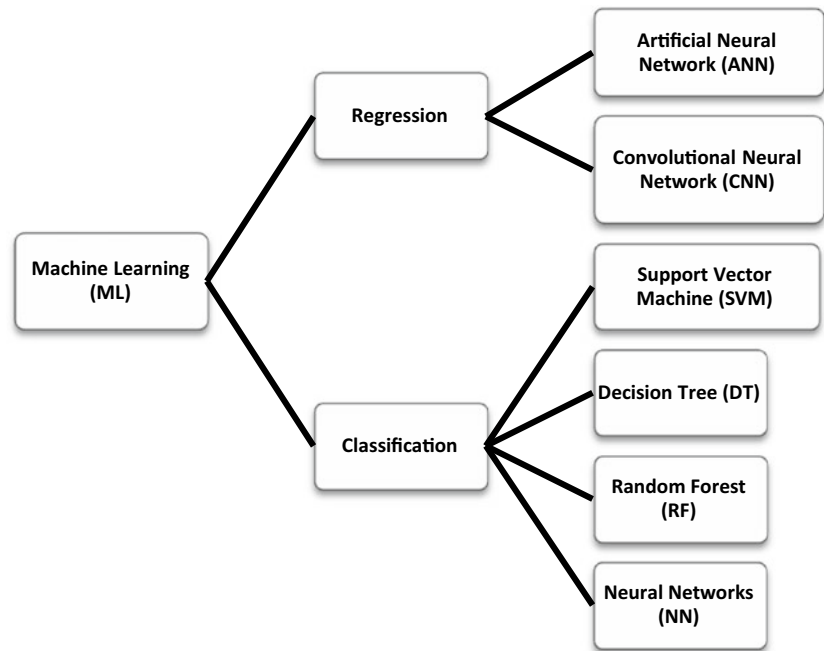 Machine Learning
(ML)
Regression
Artificial Neural
Network (ANN)
Convolutional Neural
Network (CNN)
Classification
Support Vector
Machine (SVM)
Decision Tree (DT)
Random Forest
(RF)
Neural Networks
(NN)